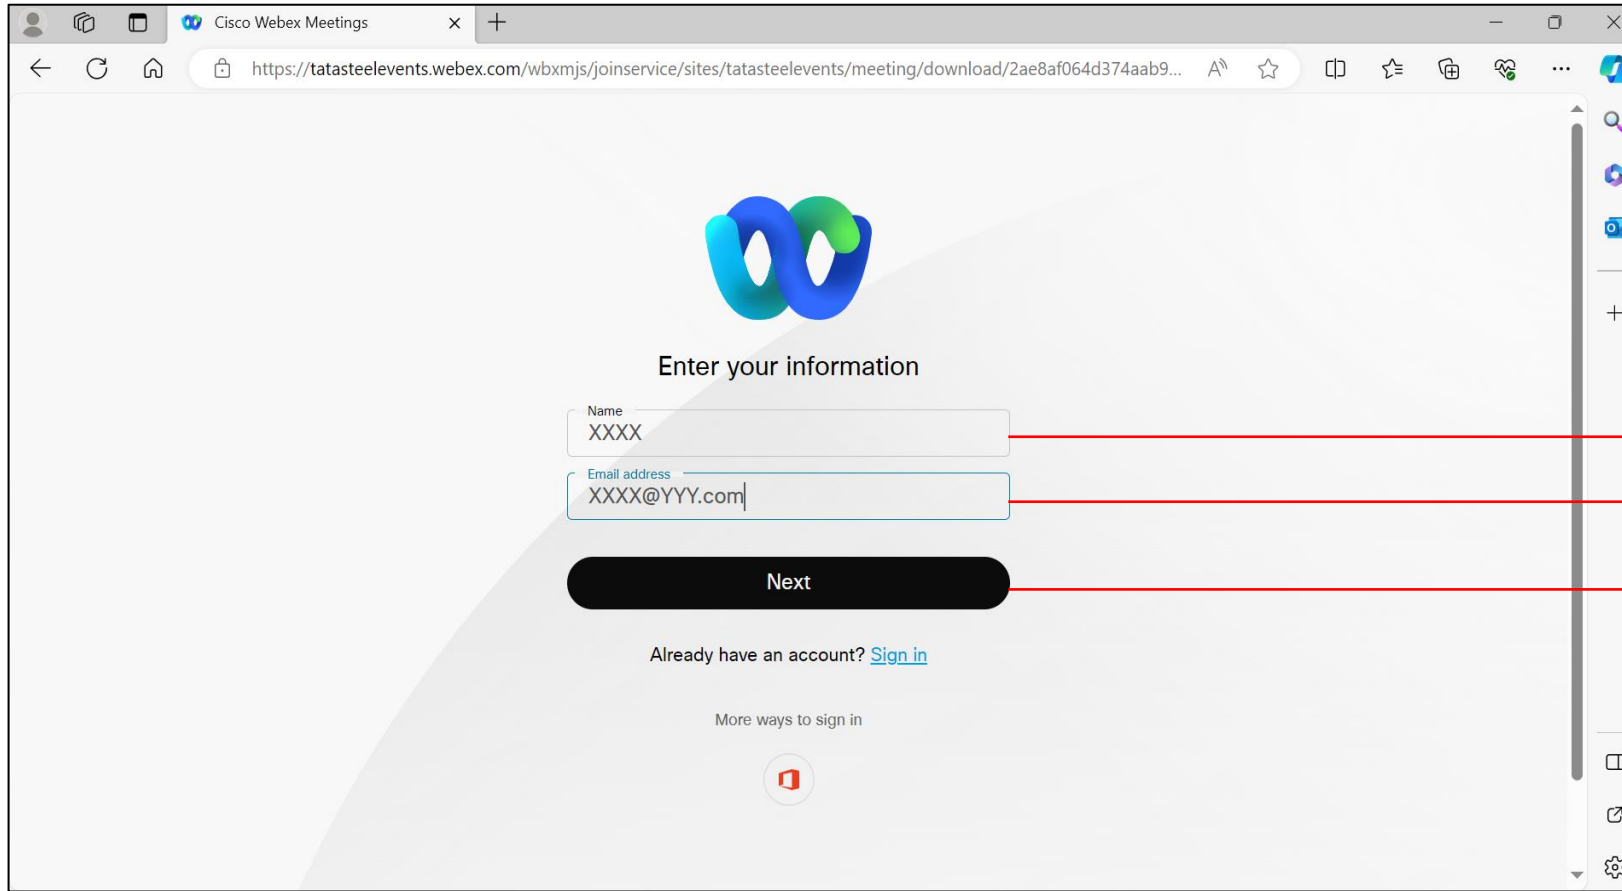 Cisco Webex Meetings
https://tatasteelevents.webex.com/wbxmjs/joinservice/sites/tatasteelevents/meeting/download/2ae8af064d374aab9...
Enter your information
Name
XXXX
Email address
XXXX@YYY.com
Next
Already have an account? Sign in
More ways to sign in